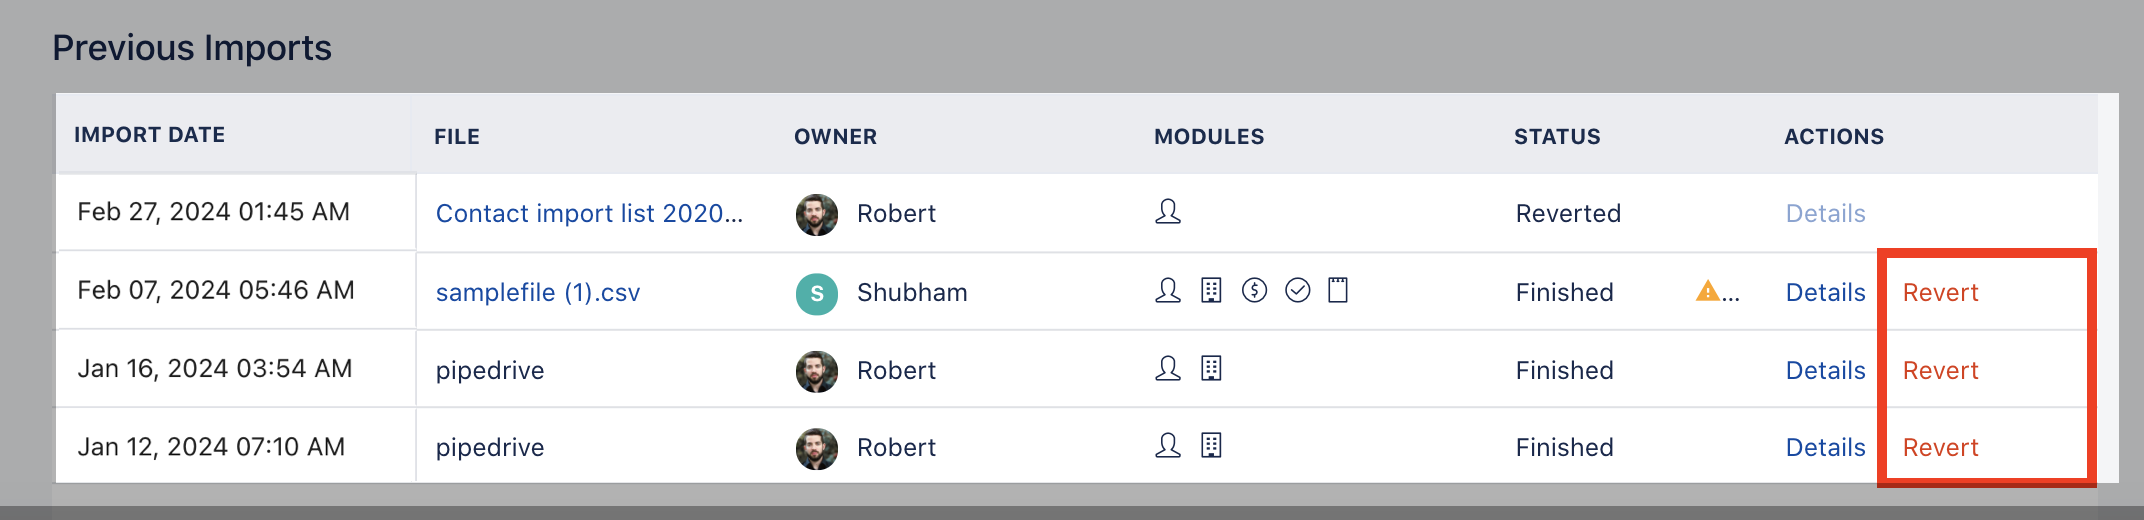 Previous Imports
IMPORT DATE FILE OWNER MODULES STATUS ACTIONS
Feb 27, 2024 01:45 AM Contact import list 2020... Robert Reverted Details
Feb 07, 2024 05:46 AM samplefile (1).csv S Shubham Finished ... Details Revert
Jan 16, 2024 03:54 AM pipedrive Robert Finished Details Revert
Jan 12, 2024 07:10 AM pipedrive Robert Finished Details Revert